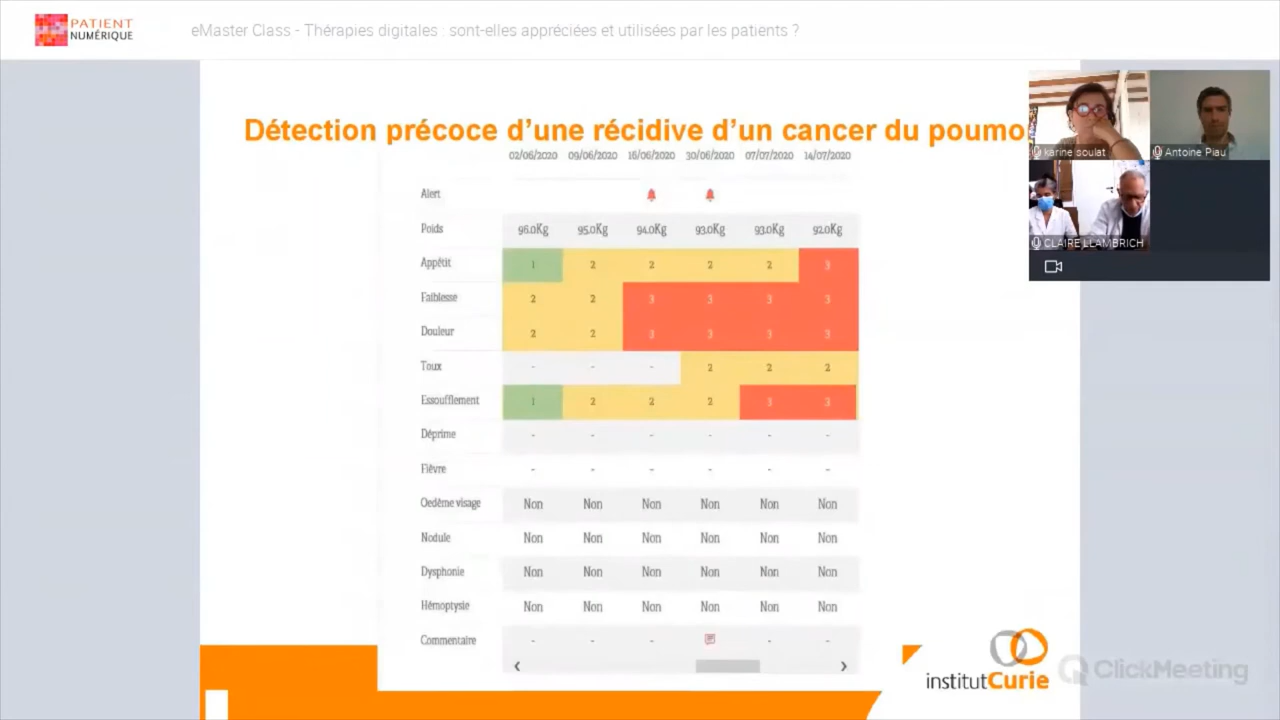 PATIENT
NUMÉRIQUE
eMaster Class - Thérapies digitales : sont-elles appréciées et utilisées par les patients ?
Détection précoce d'une récidive d'un cancer du poumo
02/06/2020 09/06/2020 16/06/2020 30/06/2020 07/07/2020 14/07/2020
Alert
Poids 96.0Kg 95.0Kg 94.0Kg 93.0Kg 93.0Kg 92.0Kg
Appétit 1 2 2 2 2 3
Faiblesse 2 2 3 3 3 3
Douleur 2 2 3 3 3 3
Toux - - - 2 2 2
Essoufflement 1 2 2 2 3 3
Déprime - - - - - -
Fièvre - - - - - -
Oedème visage Non Non Non Non Non Non
Nodule Non Non Non Non Non Non
Dysphonie Non Non Non Non Non Non
Hémoptysie Non Non Non Non Non Non
Commentaire - - - - -
karine soulat
Antoine Piau
CLAIRE LLAMBRICH
institutCurie
ClickMeeting